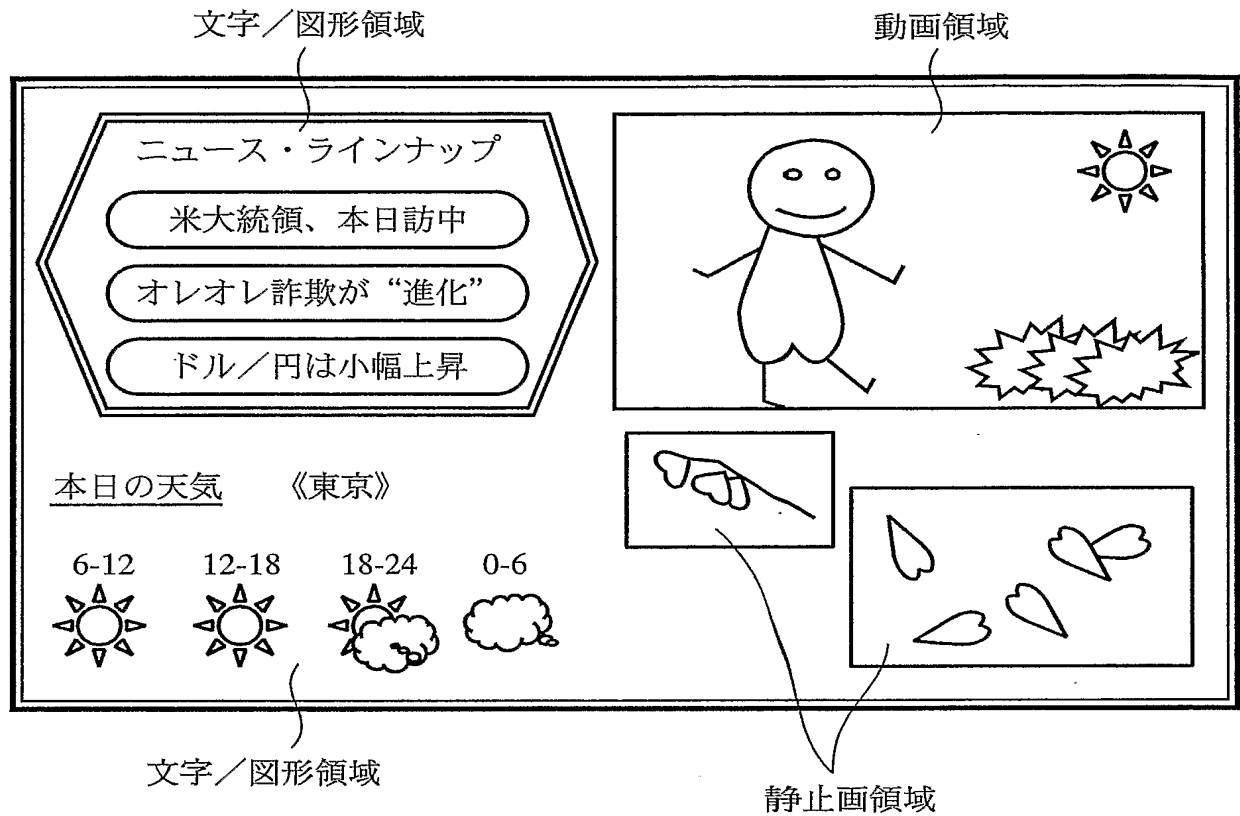 文字／図形領域
動画領域
ニュース・ラインナップ
米大統領、本日訪中
オレオレ詐欺が“進化”
ドル／円は小幅上昇
本日の天気 《東京》
6-12 12-18 18-24 0-6
文字／図形領域
静止画領域